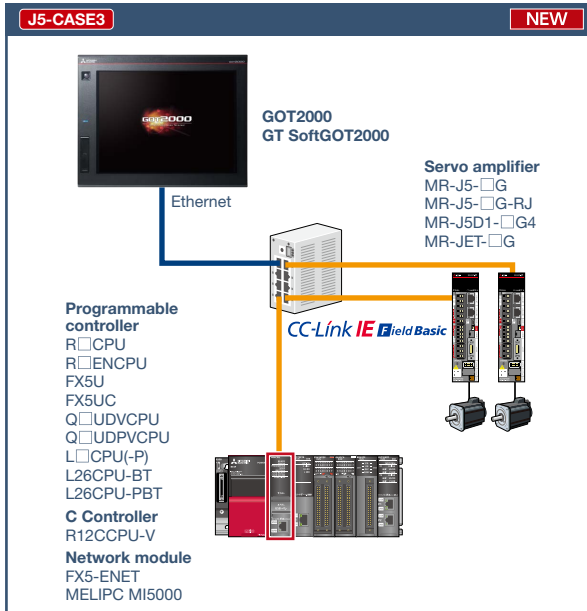 J5-CASE3
NEW
GOT2000
GOT2000
GT SoftGOT2000
Ethernet
Servo amplifier
MR-J5-□G
MR-J5-□G-RJ
MR-J5D1-□G4
MR-JET-□G
CC-Link IE Field Basic
Programmable
controller
R□CPU
R□ENCPU
FX5U
FX5UC
Q□UDVCPU
Q□UDPVCPU
L□CPU(-P)
L26CPU-BT
L26CPU-PBT
C Controller
R12CCPU-V
Network module
FX5-ENET
MELIPC MI5000